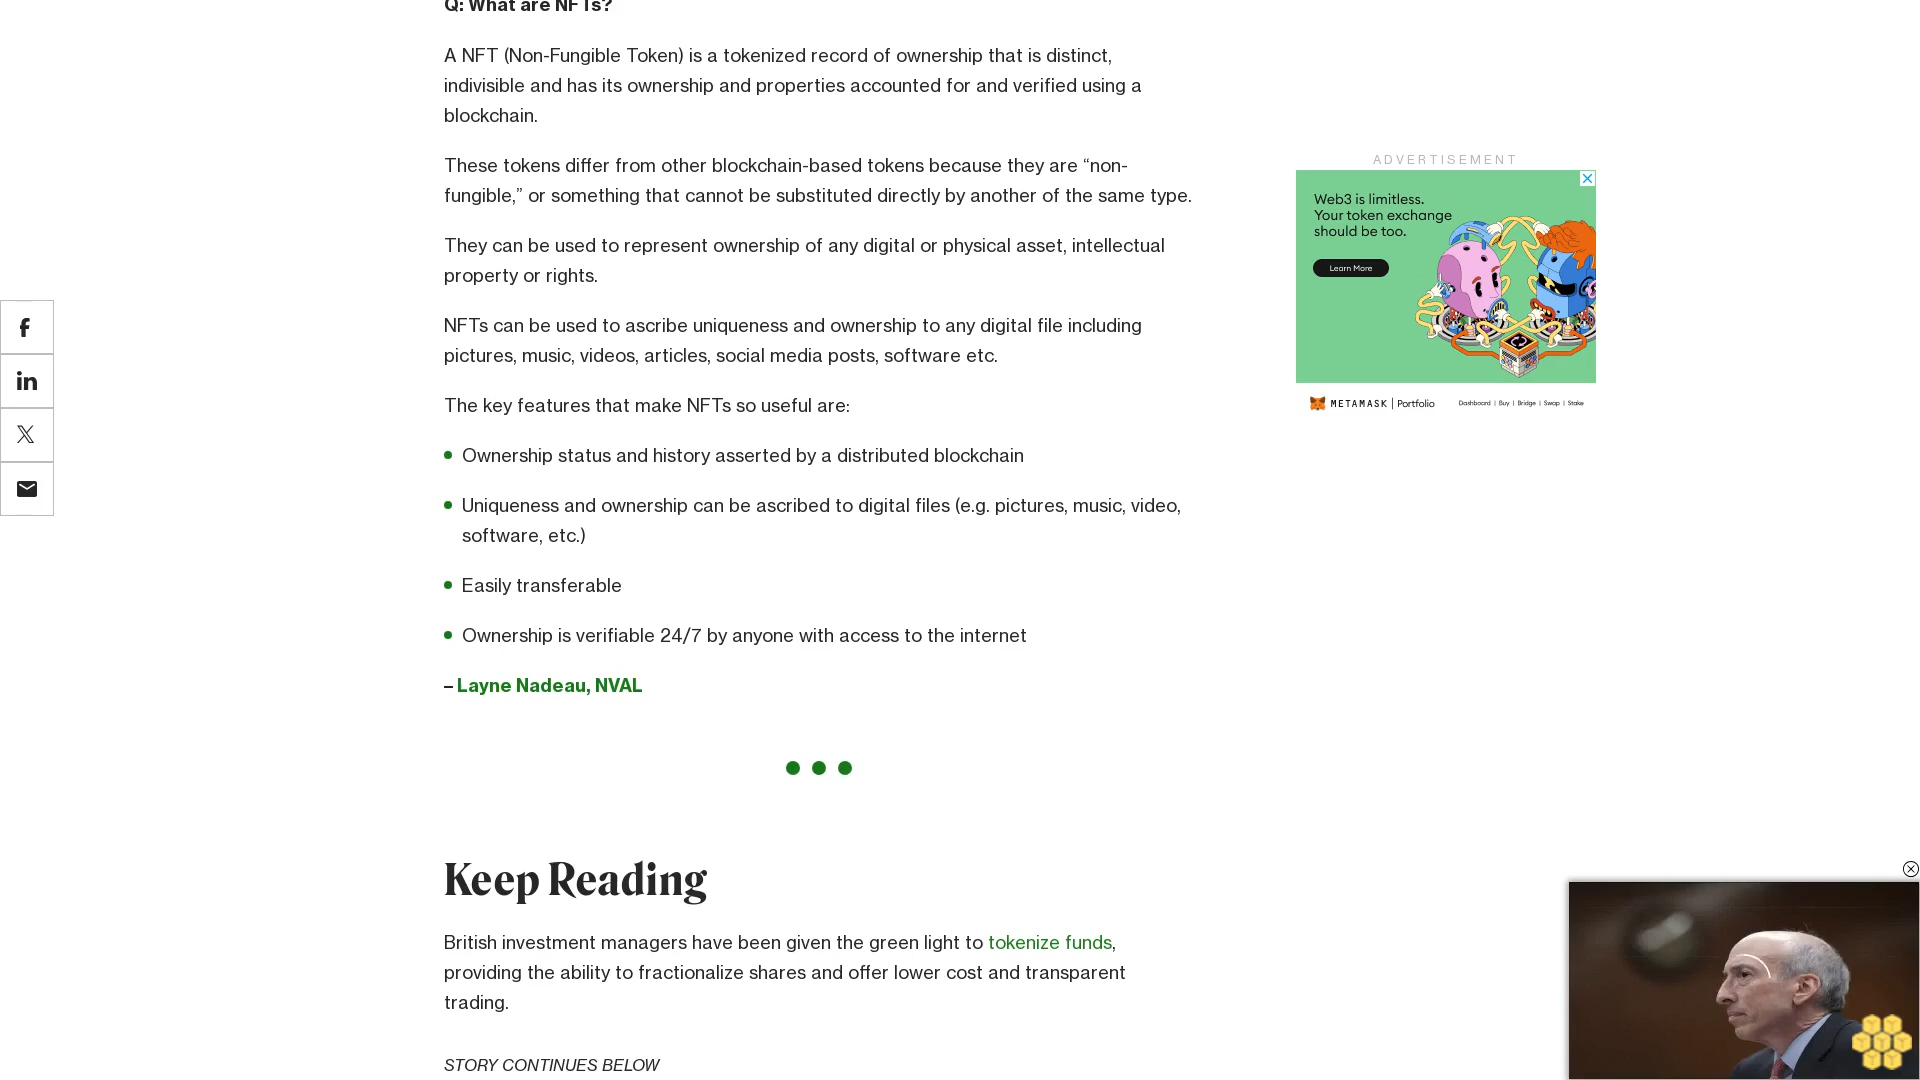 Q: What are NFTs?
A NFT (Non-Fungible Token) is a tokenized record of ownership that is distinct,
indivisible and has its ownership and properties accounted for and verified using a
blockchain.
These tokens differ from other blockchain-based tokens because they are “non-
fungible,” or something that cannot be substituted directly by another of the same type.
They can be used to represent ownership of any digital or physical asset, intellectual
property or rights.
NFTs can be used to ascribe uniqueness and ownership to any digital file including
pictures, music, videos, articles, social media posts, software etc.
The key features that make NFTs so useful are:
Ownership status and history asserted by a distributed blockchain
Uniqueness and ownership can be ascribed to digital files (e.g. pictures, music, video,
software, etc.)
Easily transferable
Ownership is verifiable 24/7 by anyone with access to the internet
– Layne Nadeau, NVAL
Keep Reading
British investment managers have been given the green light to tokenize funds,
providing the ability to fractionalize shares and offer lower cost and transparent
trading.
STORY CONTINUES BELOW
ADVERTISEMENT
Web3 is limitless.
Your token exchange
should be too.
Learn More
METAMASK | Portfolio
Dashboard | Buy | Bridge | Swap | Stake